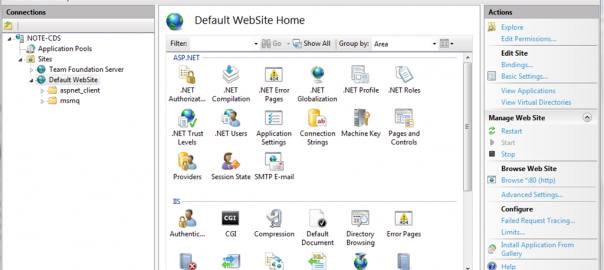 Connections
NOTE-CDS
Application Pools
Sites
Team Foundation Server
Default WebSite
aspnet_client
msmq
Default WebSite Home
Filter: Go Show All Group by: Area
ASP.NET
.NET Authorizat... .NET Compilation .NET Error Pages .NET Globalization .NET Profile .NET Roles
.NET Trust Levels .NET Users Application Settings Connection Strings Machine Key Pages and Controls
Providers Session State SMTP E-mail
IIS
Authentic... CGI Compression Default Document Directory Browsing Error Pages
Actions
Explore
Edit Permissions...
Edit Site
Bindings...
Basic Settings...
View Applications
View Virtual Directories
Manage Web Site
Restart
Start
Stop
Browse Web Site
Browse *:80 (http)
Advanced Settings...
Configure
Failed Request Tracing...
Limits...
Install Application From Gallery
Help